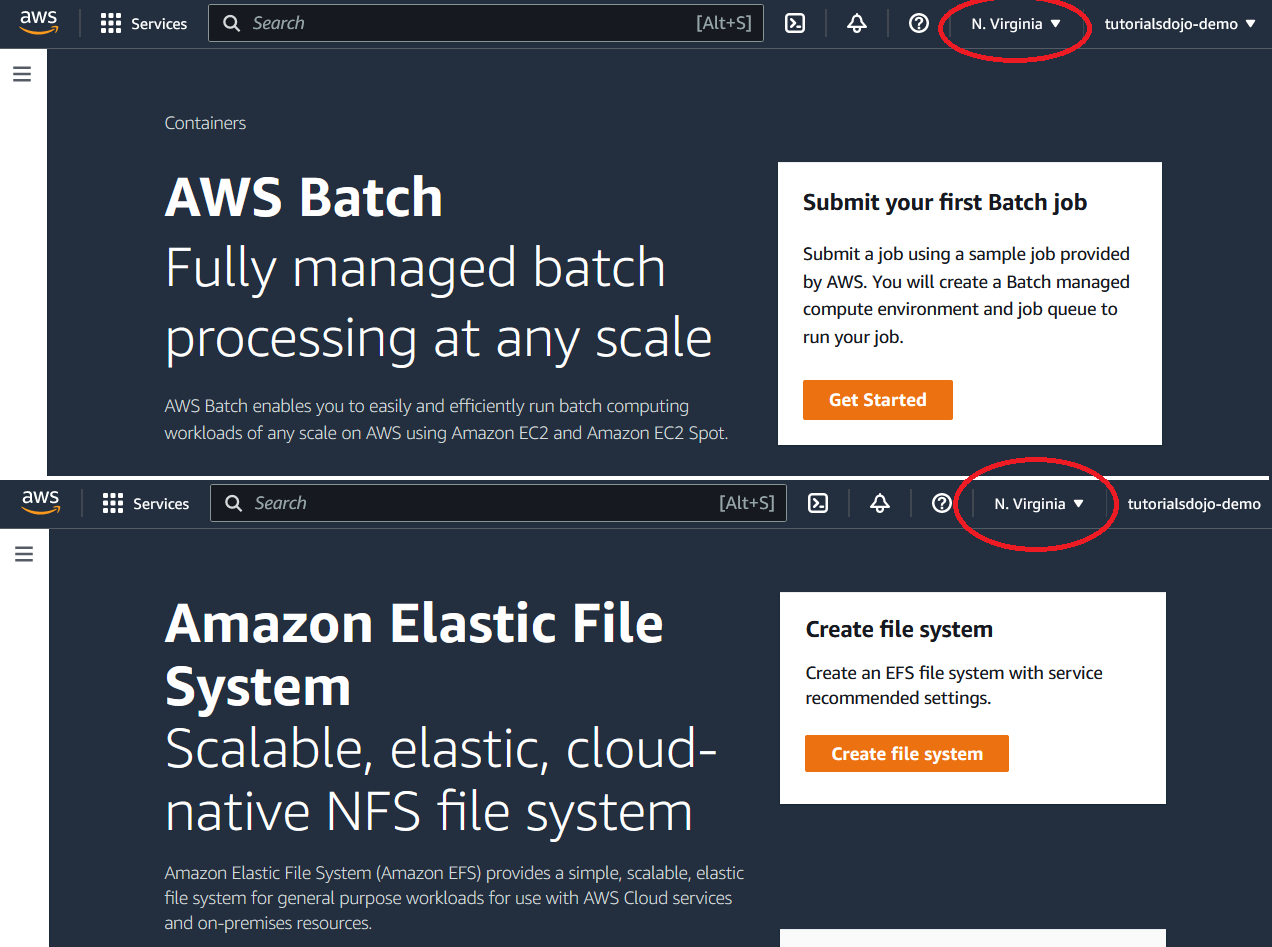 aws Services Search [Alt+S] N. Virginia ▼ tutorialsdojo-demo ▼
Containers
AWS Batch
Fully managed batch
processing at any scale
AWS Batch enables you to easily and efficiently run batch computing
workloads of any scale on AWS using Amazon EC2 and Amazon EC2 Spot.
Submit your first Batch job
Submit a job using a sample job provided
by AWS. You will create a Batch managed
compute environment and job queue to
run your job.
Get Started
aws Services Search [Alt+S] N. Virginia ▼ tutorialsdojo-demo
Amazon Elastic File
System
Scalable, elastic, cloud-
native NFS file system
Amazon Elastic File System (Amazon EFS) provides a simple, scalable, elastic
file system for general purpose workloads for use with AWS Cloud services
and on-premises resources.
Create file system
Create an EFS file system with service
recommended settings.
Create file system